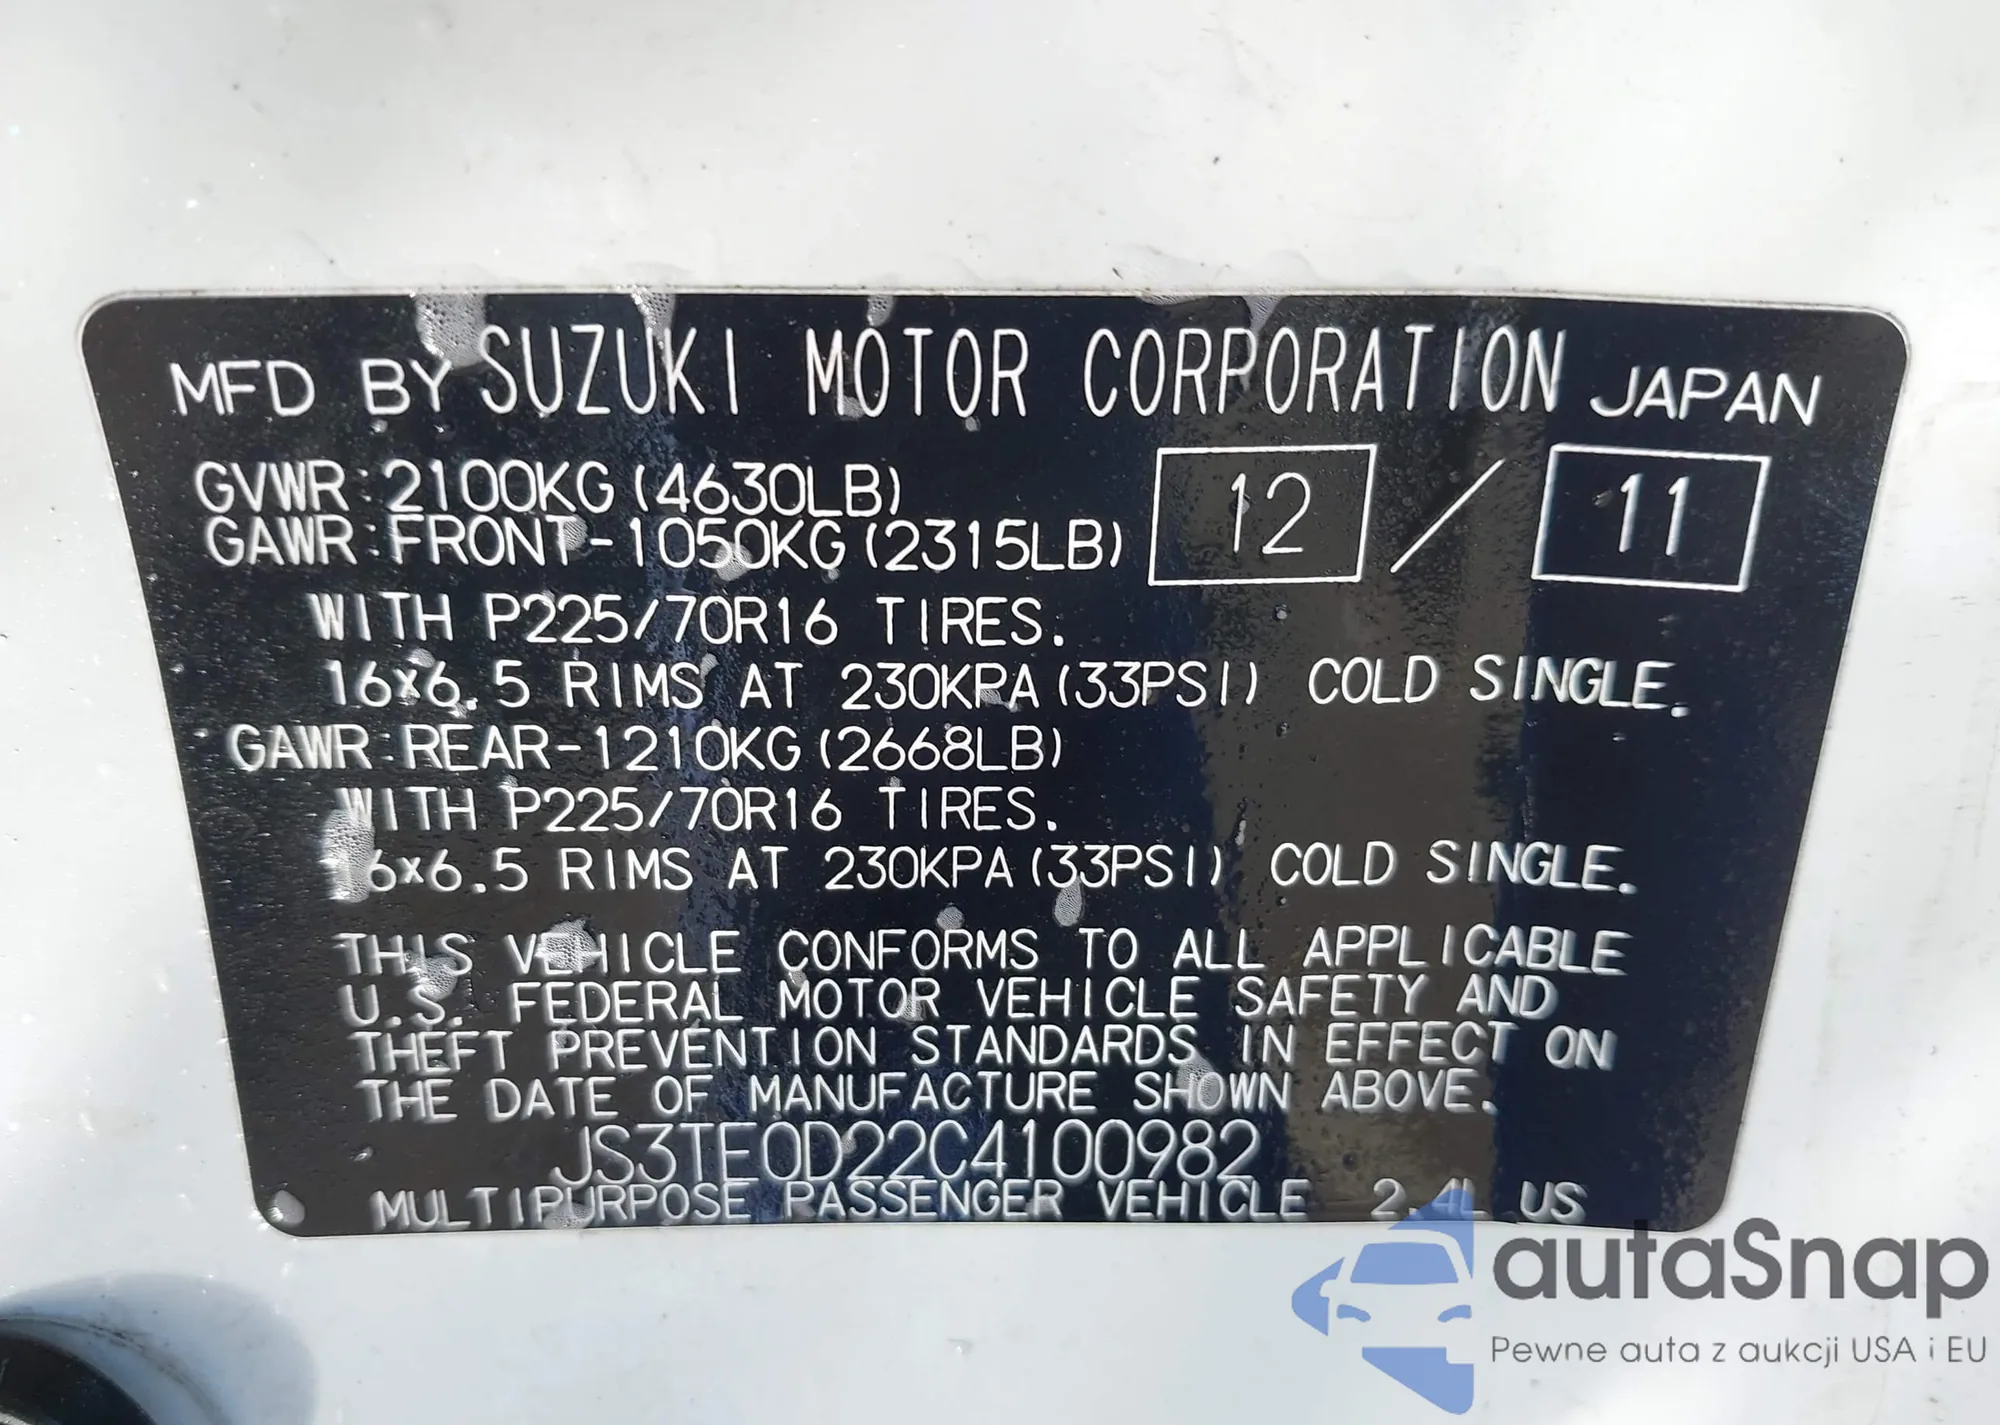 MFD BY SUZUKI MOTOR CORPORATION JAPAN
GVWR:2100KG(4630LB)
GAWR:FRONT-1050KG(2315LB)
12 / 11
WITH P225/70R16 TIRES.
16x6.5 RIMS AT 230KPA(33PSI) COLD SINGLE.
GAWR:REAR-1210KG(2668LB)
WITH P225/70R16 TIRES.
16x6.5 RIMS AT 230KPA(33PSI) COLD SINGLE.
THIS VEHICLE CONFORMS TO ALL APPLICABLE
U.S. FEDERAL MOTOR VEHICLE SAFETY AND
THEFT PREVENTION STANDARDS IN EFFECT ON
THE DATE OF MANUFACTURE SHOWN ABOVE.
JS3TE0D22C4100982
MULTIPURPOSE PASSENGER VEHICLE 2.4L US
autaSnap
Pewne auta z aukcji USA i EU